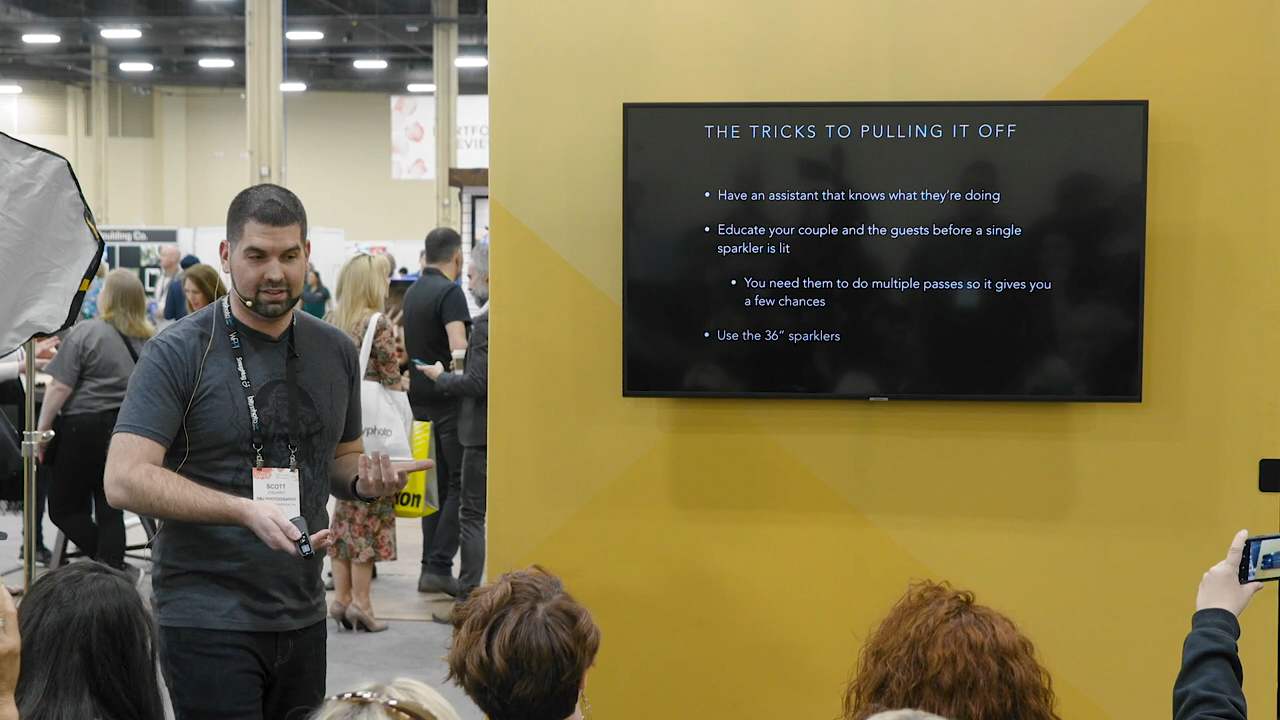 THE TRICKS TO PULLING IT OFF
• Have an assistant that knows what they're doing
• Educate your couple and the guests before a single
sparkler is lit
• You need them to do multiple passes so it gives you
a few chances
• Use the 36" sparklers
SCOTT
PHOTOGRAPHY